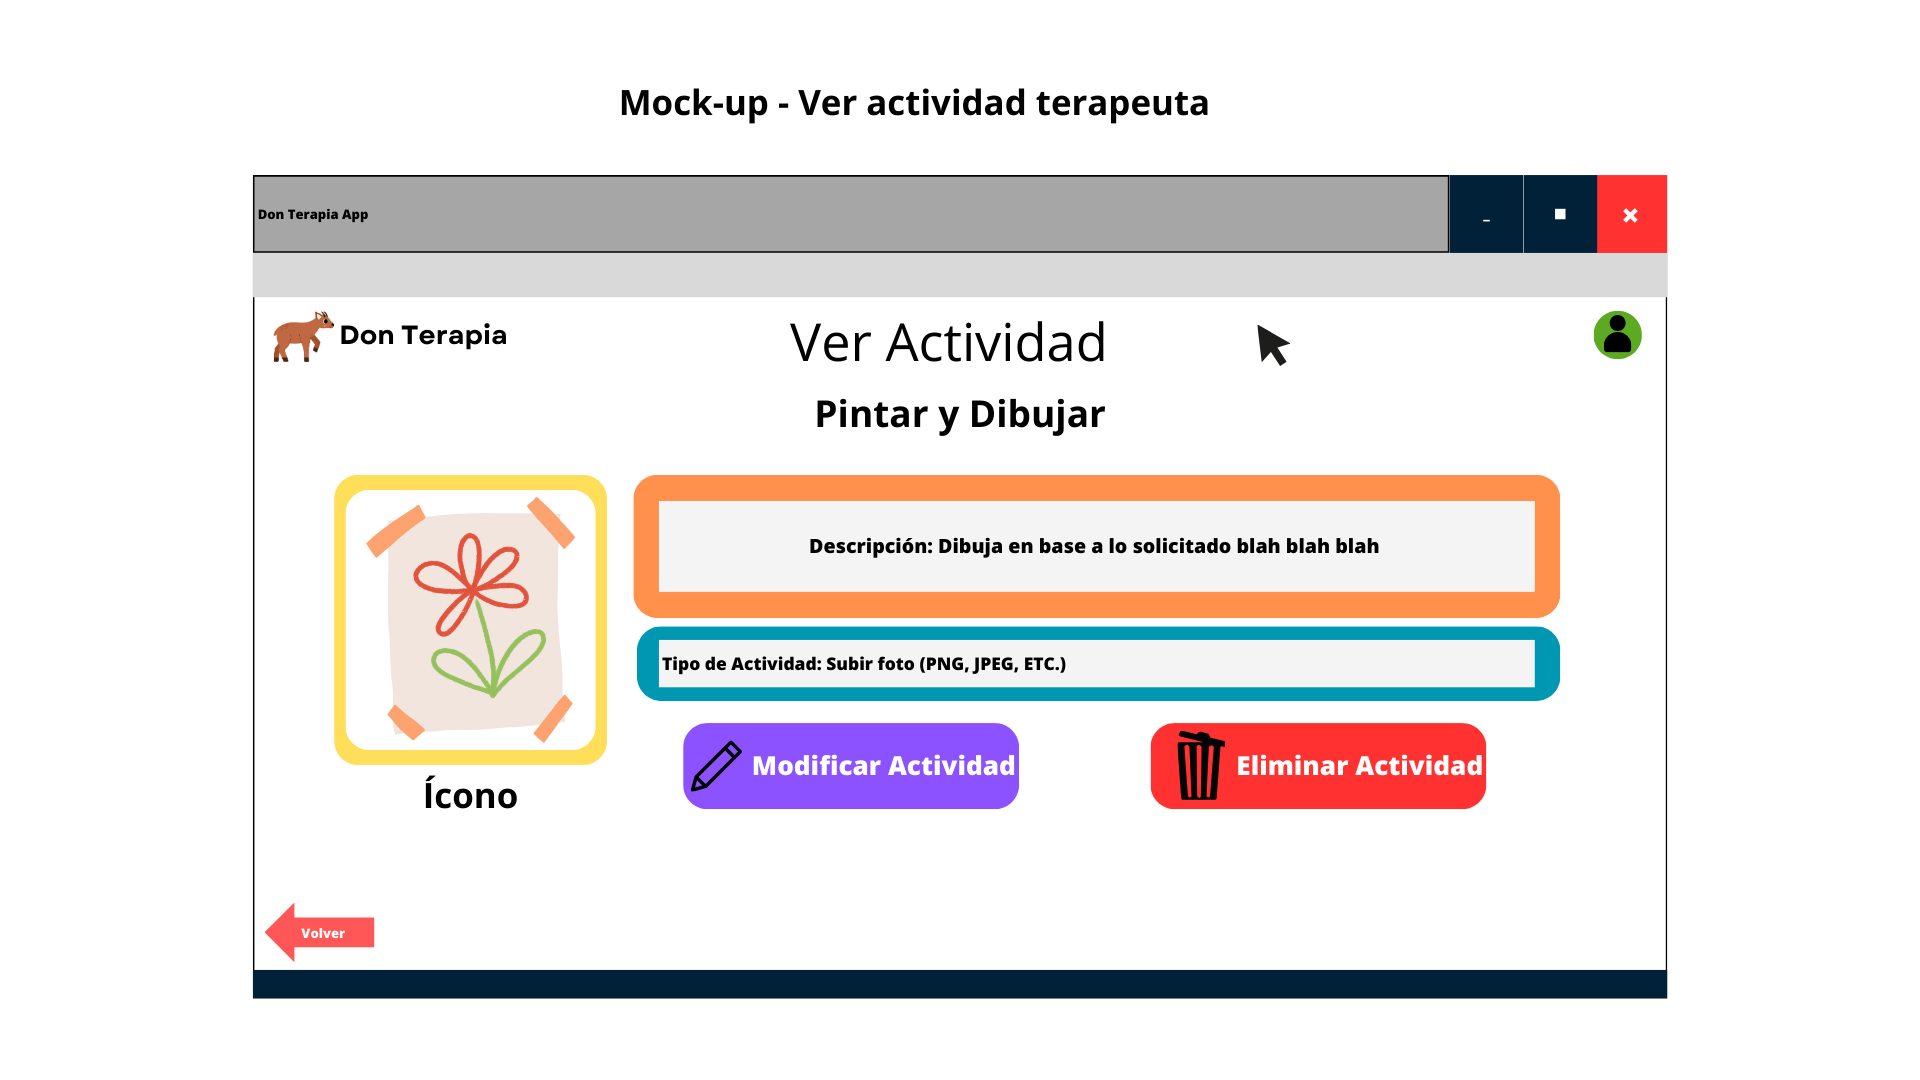 Mock-up - Ver actividad terapeuta
Don Terapia App
Don Terapia
Ver Actividad
Pintar y Dibujar
Descripción: Dibuja en base a lo solicitado blah blah blah
Tipo de Actividad: Subir foto (PNG, JPEG, ETC.)
Modificar Actividad
Eliminar Actividad
Ícono
Volver